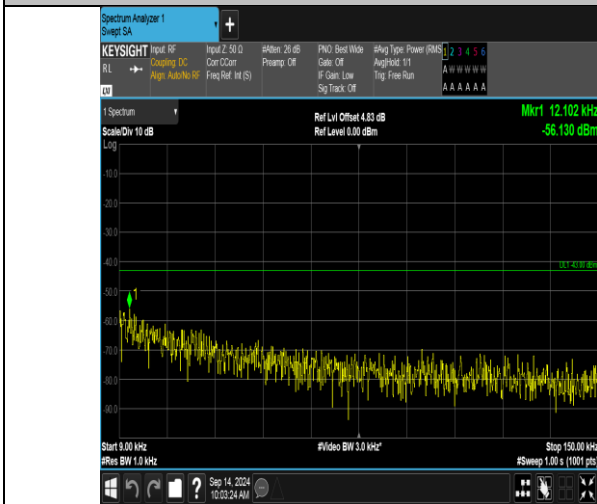 Spectrum Analyzer 1
Swept SA
+
KEYSIGHT
RL
Input: RF
Coupling: DC
Align: Auto/No RF
Input Z: 50 Ω
Corr CCorr
Freq Ref: Int (S)
#Atten: 26 dB
Preamp: Off
PNO: Best Wide
Gate: Off
IF Gain: Low
Sig Track: Off
#Avg Type: Power (RMS
Avg|Hold: 1/1
Trig: Free Run
1 2 3 4 5 6
A W W W W W
A A A A A A
1 Spectrum
Scale/Div 10 dB
Log
Ref Lvl Offset 4.83 dB
Ref Level 0.00 dBm
Mkr1 12.102 kHz
-56.130 dBm
-10.0
-20.0
-30.0
-40.0
DL1 -43.00 dBm
-50.0
1
-60.0
-70.0
-80.0
-90.0
Start 9.00 kHz
#Res BW 1.0 kHz
#Video BW 3.0 kHz*
Stop 150.00 kHz
#Sweep 1.00 s (1001 pts)
?
Sep 14, 2024
10:03:24 AM